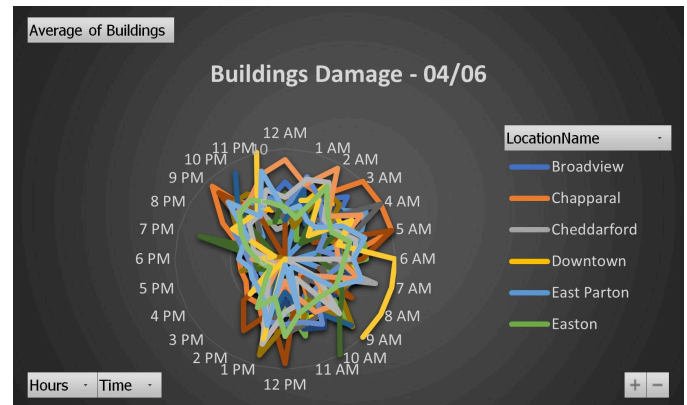 Average of Buildings
Buildings Damage - 04/06
12 AM
11 PM
10
1 AM
10 PM
2 AM
9 PM
3 AM
8 PM
4 AM
7 PM
5 AM
6 PM
6 AM
5 PM
7 AM
4 PM
8 AM
3 PM
9 AM
2 PM
10 AM
1 PM
11 AM
12 PM
LocationName
Broadview
Chapparal
Cheddarford
Downtown
East Parton
Easton
Hours
Time
+ -